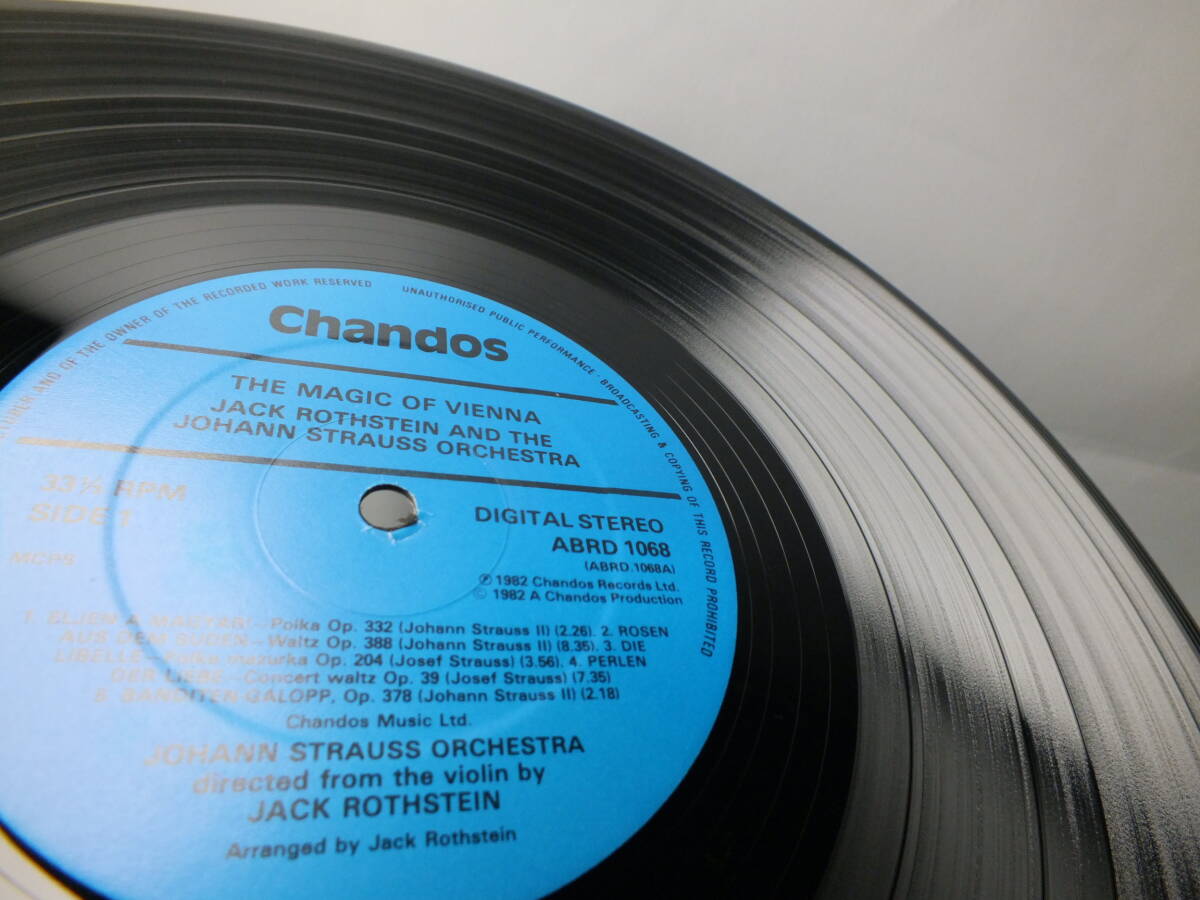 OF THE OWNER OF THE RECORDED WORK RESERVED UNAUTHORISED PUBLIC PERFORMANCE · BROADCASTING & COPYING OF THIS RECORD PROHIBITED
Chandos
THE MAGIC OF VIENNA
JACK ROTHSTEIN AND THE
JOHANN STRAUSS ORCHESTRA
33⅓ RPM
SIDE 1
MCPS
DIGITAL STEREO
ABRD 1068
(ABRD.1068A)
℗ 1982 Chandos Records Ltd.
© 1982 A Chandos Production
1. ELJEN A MAGYAR!—Polka Op. 332 (Johann Strauss II) (2.26). 2. ROSEN
AUS DEM SUDEN—Waltz Op. 388 (Johann Strauss II) (8.35). 3. DIE
LIBELLE—Polka mazurka Op. 204 (Josef Strauss) (3.56). 4. PERLEN
DER LIEBE—Concert waltz Op. 39 (Josef Strauss) (7.35)
5. BANDITEN-GALOPP, Op. 378 (Johann Strauss II) (2.18)
Chandos Music Ltd.
JOHANN STRAUSS ORCHESTRA
directed from the violin by
JACK ROTHSTEIN
Arranged by Jack Rothstein